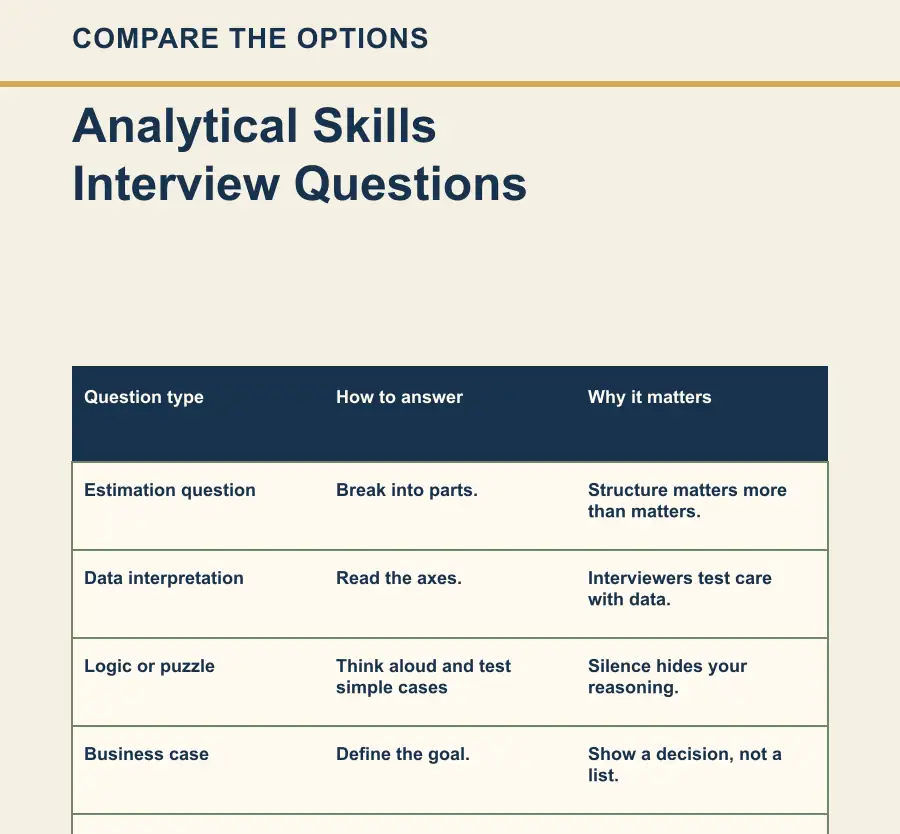 COMPARE THE OPTIONS
Analytical Skills
Interview Questions
Question type
How to answer
Why it matters
Estimation question
Break into parts.
Structure matters more
than matters.
Data interpretation
Read the axes.
Interviewers test care
with data.
Logic or puzzle
Think aloud and test
simple cases
Silence hides your
reasoning.
Business case
Define the goal.
Show a decision, not a
list.